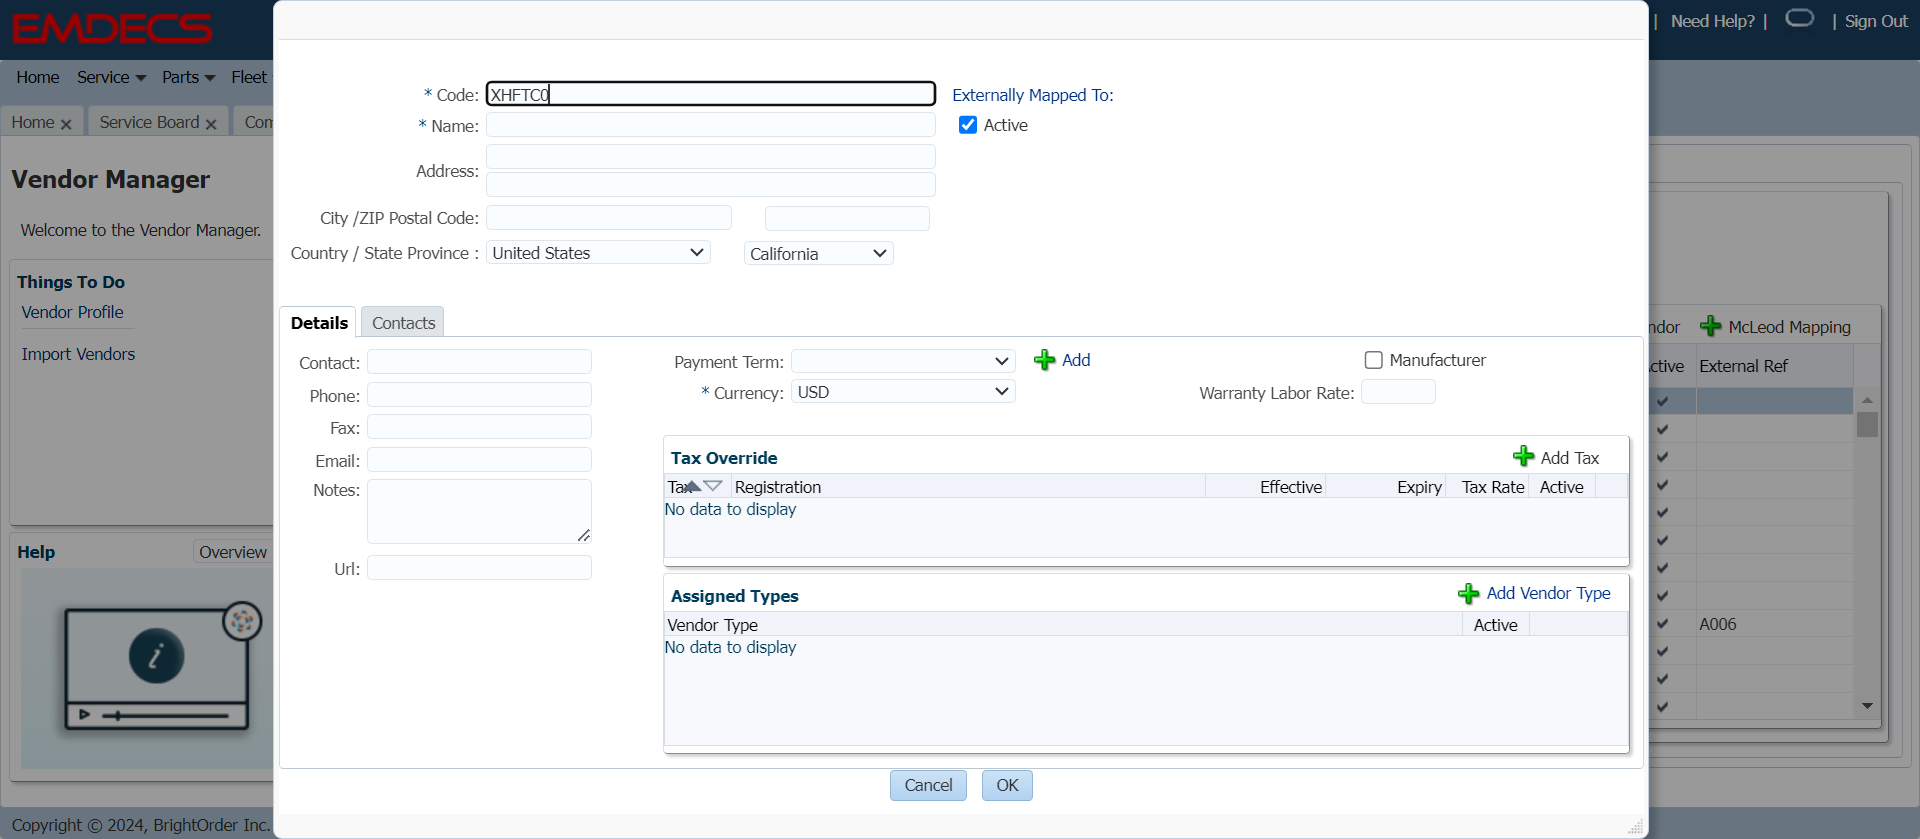 EMDECS
| Need Help? | | Sign Out
Home Service Parts Fleet
Home Service Board
Vendor Manager
Welcome to the Vendor Manager.
Things To Do
Vendor Profile
Import Vendors
Help Overview
Copyright © 2024, BrightOrder Inc.
* Code: XHFTC0 Externally Mapped To:
* Name: Active
Address:
City /ZIP Postal Code:
Country / State Province : United States California
Details Contacts
Contact:
Phone:
Fax:
Email:
Notes:
Url:
Payment Term: Add Manufacturer
* Currency: USD Warranty Labor Rate:
Tax Override Add Tax
Tax Registration Effective Expiry Tax Rate Active
No data to display
Assigned Types Add Vendor Type
Vendor Type Active
No data to display
Cancel OK
McLeod Mapping
External Ref
A006